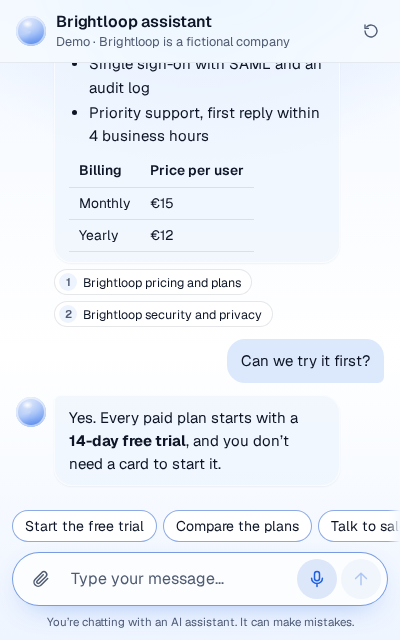 Brightloop assistant
Demo · Brightloop is a fictional company
Single sign-on with SAML and an
audit log
Priority support, first reply within
4 business hours
Billing Price per user
Monthly €15
Yearly €12
1 Brightloop pricing and plans
2 Brightloop security and privacy
Can we try it first?
Yes. Every paid plan starts with a
14-day free trial, and you don’t
need a card to start it.
Start the free trial Compare the plans Talk to sal
Type your message...
You’re chatting with an AI assistant. It can make mistakes.